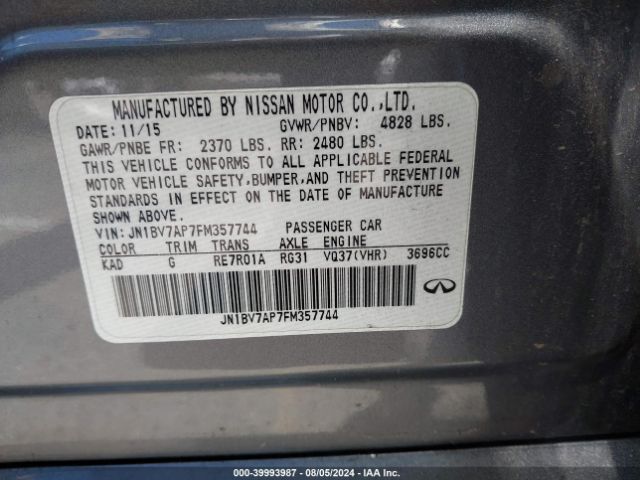 MANUFACTURED BY NISSAN MOTOR CO.,LTD.
DATE: 11/15 GVWR/PNBV: 4828 LBS.
GAWR/PNBE FR: 2370 LBS. RR: 2480 LBS.
THIS VEHICLE CONFORMS TO ALL APPLICABLE FEDERAL
MOTOR VEHICLE SAFETY,BUMPER,AND THEFT PREVENTION
STANDARDS IN EFFECT ON THE DATE OF MANUFACTURE
SHOWN ABOVE.
VIN: JN1BV7AP7FM357744 PASSENGER CAR
COLOR TRIM TRANS AXLE ENGINE
KAD G RE7R01A RG31 VQ37(VHR) 3696CC
JN1BV7AP7FM357744
000-39993987 - 08/05/2024 - IAA Inc.